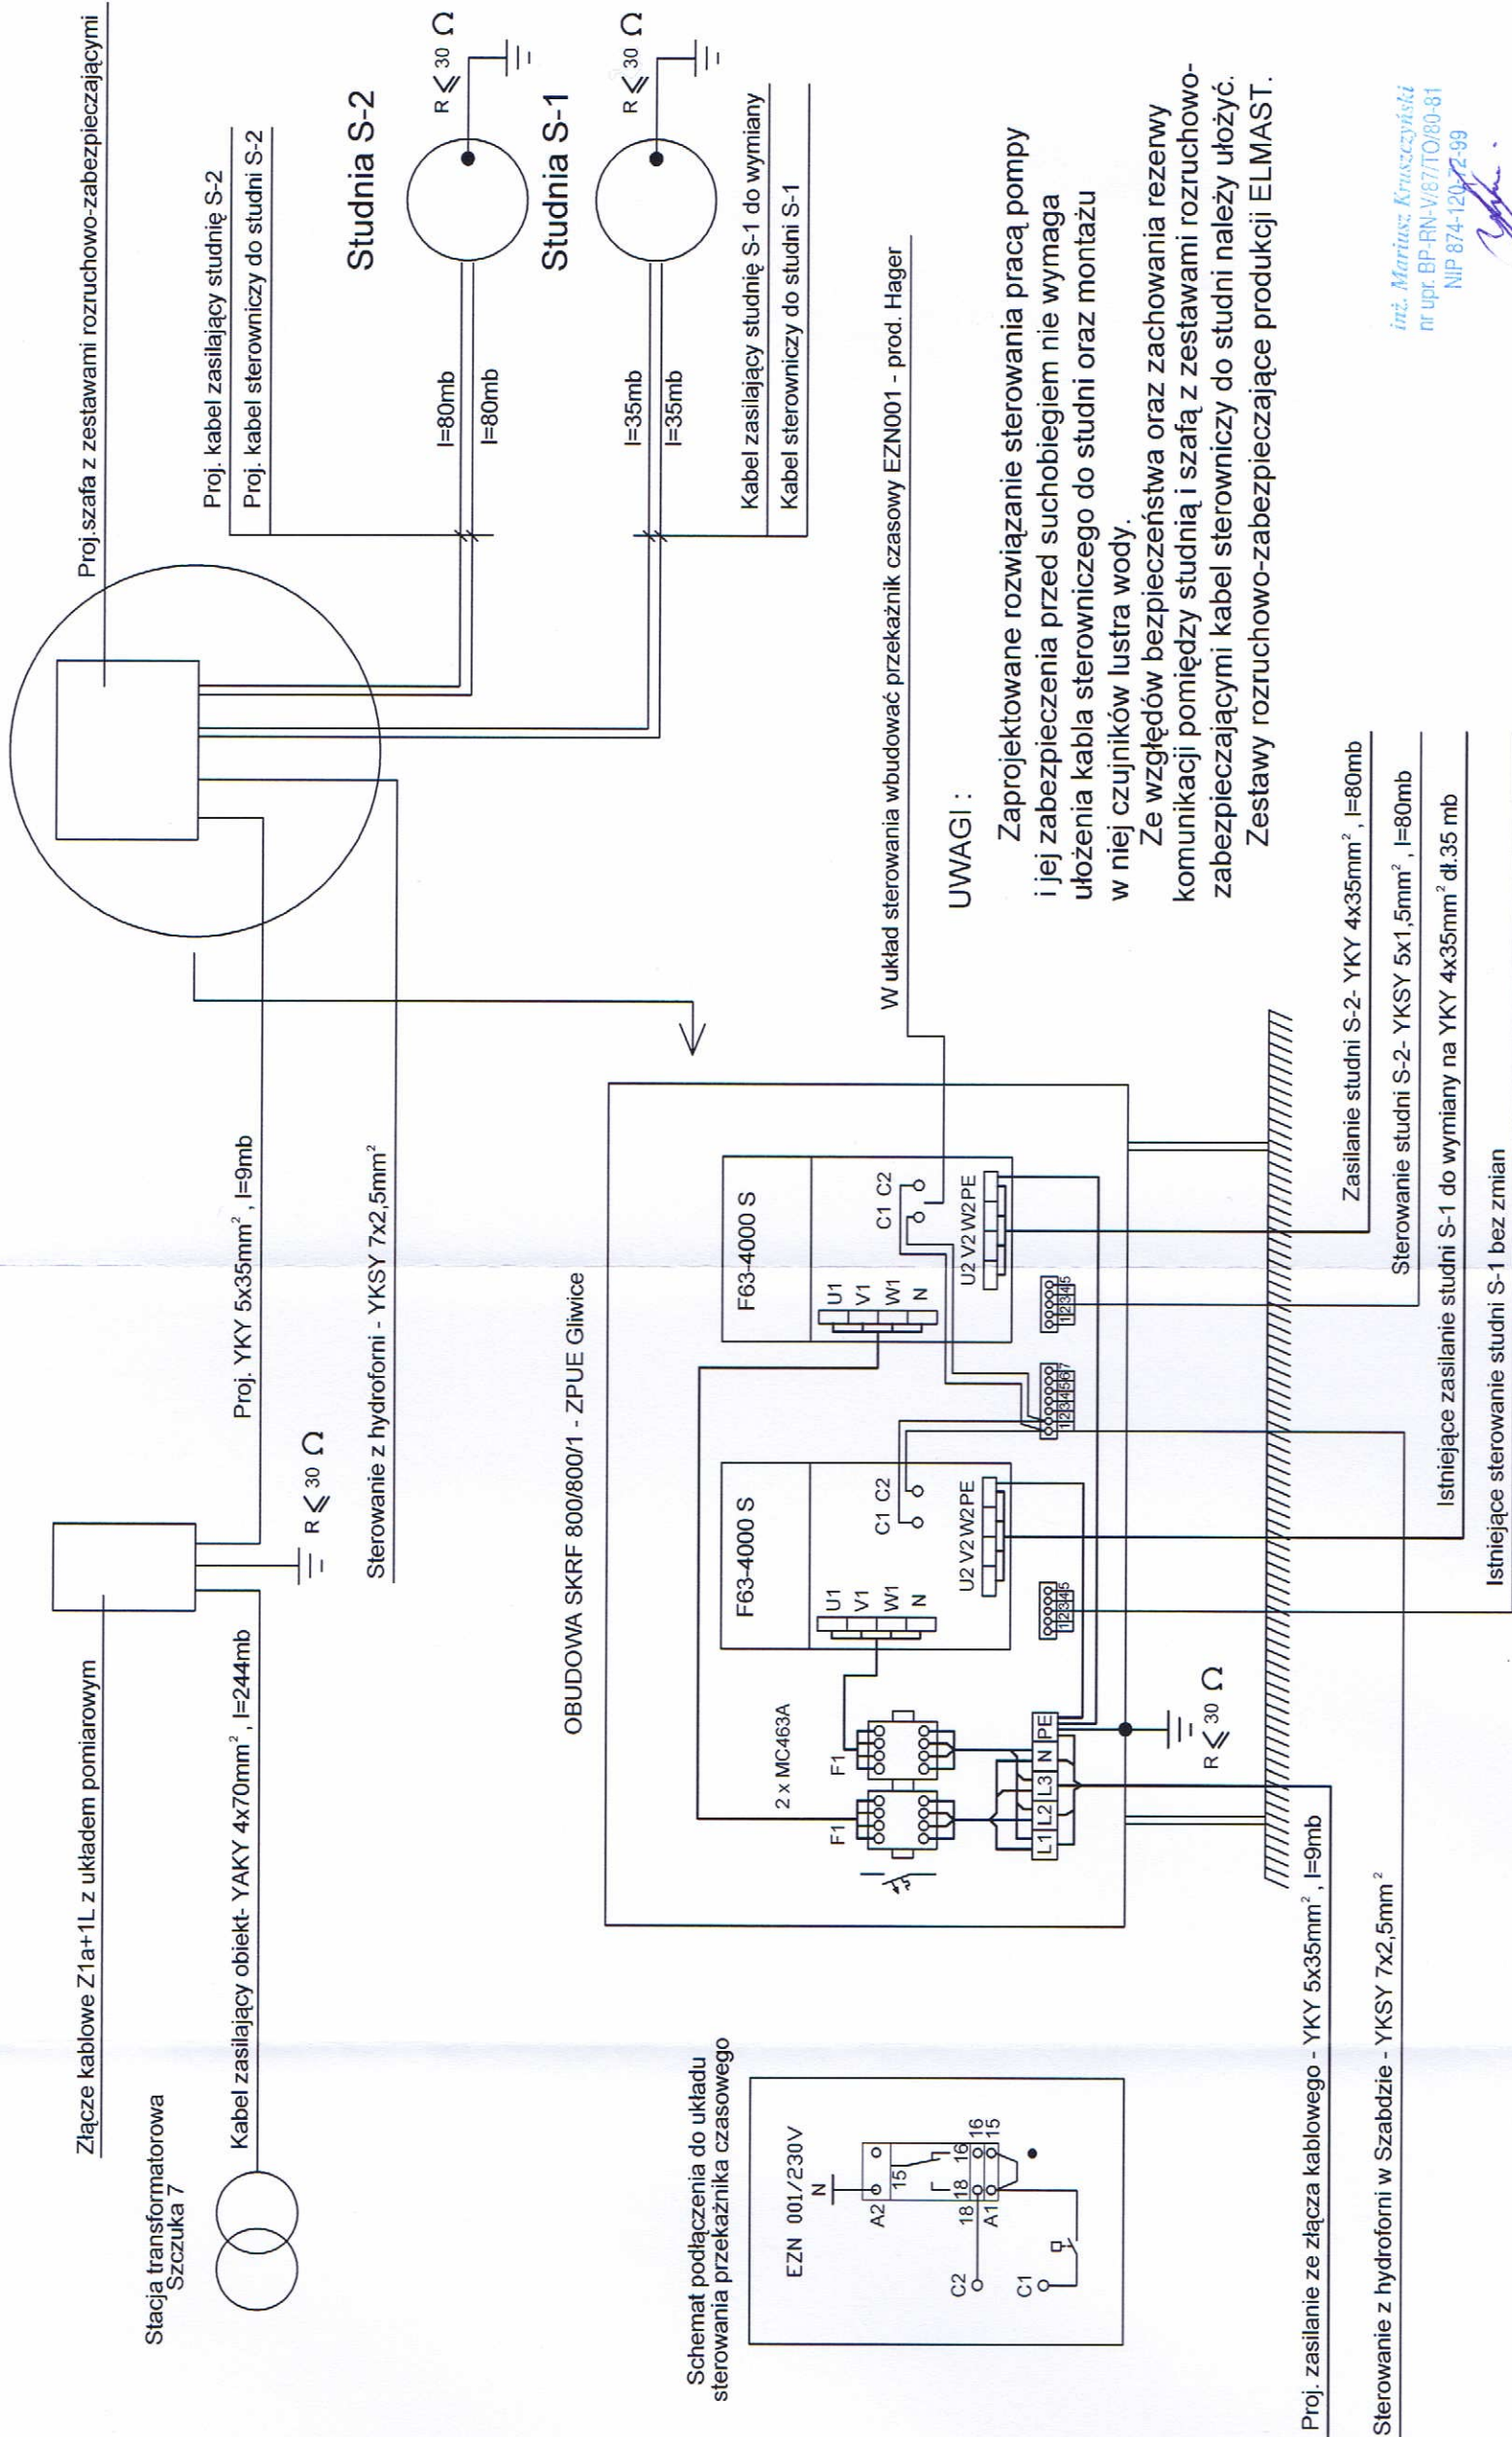 Złącze kablowe Z1a+1L z układem pomiarowym
Stacja transformatorowa
Szczuka 7
Kabel zasilający obiekt- YAKY 4x70mm², l=244mb
R ⩽ 30 Ω
Proj. YKY 5x35mm², l=9mb
Sterowanie z hydroforni - YKSY 7x2,5mm²
Proj.szafa z zestawami rozruchowo-zabezpieczającymi
Proj. kabel zasilający studnię S-2
Proj. kabel sterowniczy do studni S-2
Studnia S-2
l=80mb
l=80mb
R ⩽ 30 Ω
Studnia S-1
l=35mb
l=35mb
R ⩽ 30 Ω
Kabel zasilający studnię S-1 do wymiany
Kabel sterowniczy do studni S-1
OBUDOWA SKRF 800/800/1 - ZPUE Gliwice
W układ sterowania wbudować przekaźnik czasowy EZN001 - prod. Hager
F63-4000 S
U1
V1
W1
N
C1 C2
U2 V2 W2 PE
12345
F63-4000 S
U1
V1
W1
N
C1 C2
U2 V2 W2 PE
1234567
12345
2 x MC463A
F1
F1
L1 L2 L3 N PE
R ⩽ 30 Ω
Schemat podłączenia do układu
sterowania przekaźnika czasowego
EZN 001/230V
N
A2
15
18
16
18
16
A1
15
C2
C1
UWAGI :
Zaprojektowane rozwiązanie sterowania pracą pompy
i jej zabezpieczenia przed suchobiegiem nie wymaga
ułożenia kabla sterowniczego do studni oraz montażu
w niej czujników lustra wody.
Ze względów bezpieczeństwa oraz zachowania rezerwy
komunikacji pomiędzy studnią i szafą z zestawami rozruchowo-
zabezpieczającymi kabel sterowniczy do studni należy ułożyć.
Zestawy rozruchowo-zabezpieczające produkcji ELMAST.
Proj. zasilanie ze złącza kablowego - YKY 5x35mm², l=9mb
Sterowanie z hydroforni w Szabdzie - YKSY 7x2,5mm²
Zasilanie studni S-2- YKY 4x35mm², l=80mb
Sterowanie studni S-2- YKSY 5x1,5mm², l=80mb
Istniejące zasilanie studni S-1 do wymiany na YKY 4x35mm² dł.35 mb
Istniejące sterowanie studni S-1 bez zmian
inż. Mariusz Kruszczyński
nr upr. BP-RN-V/87/TO/80-81
NIP 874-120-72-99